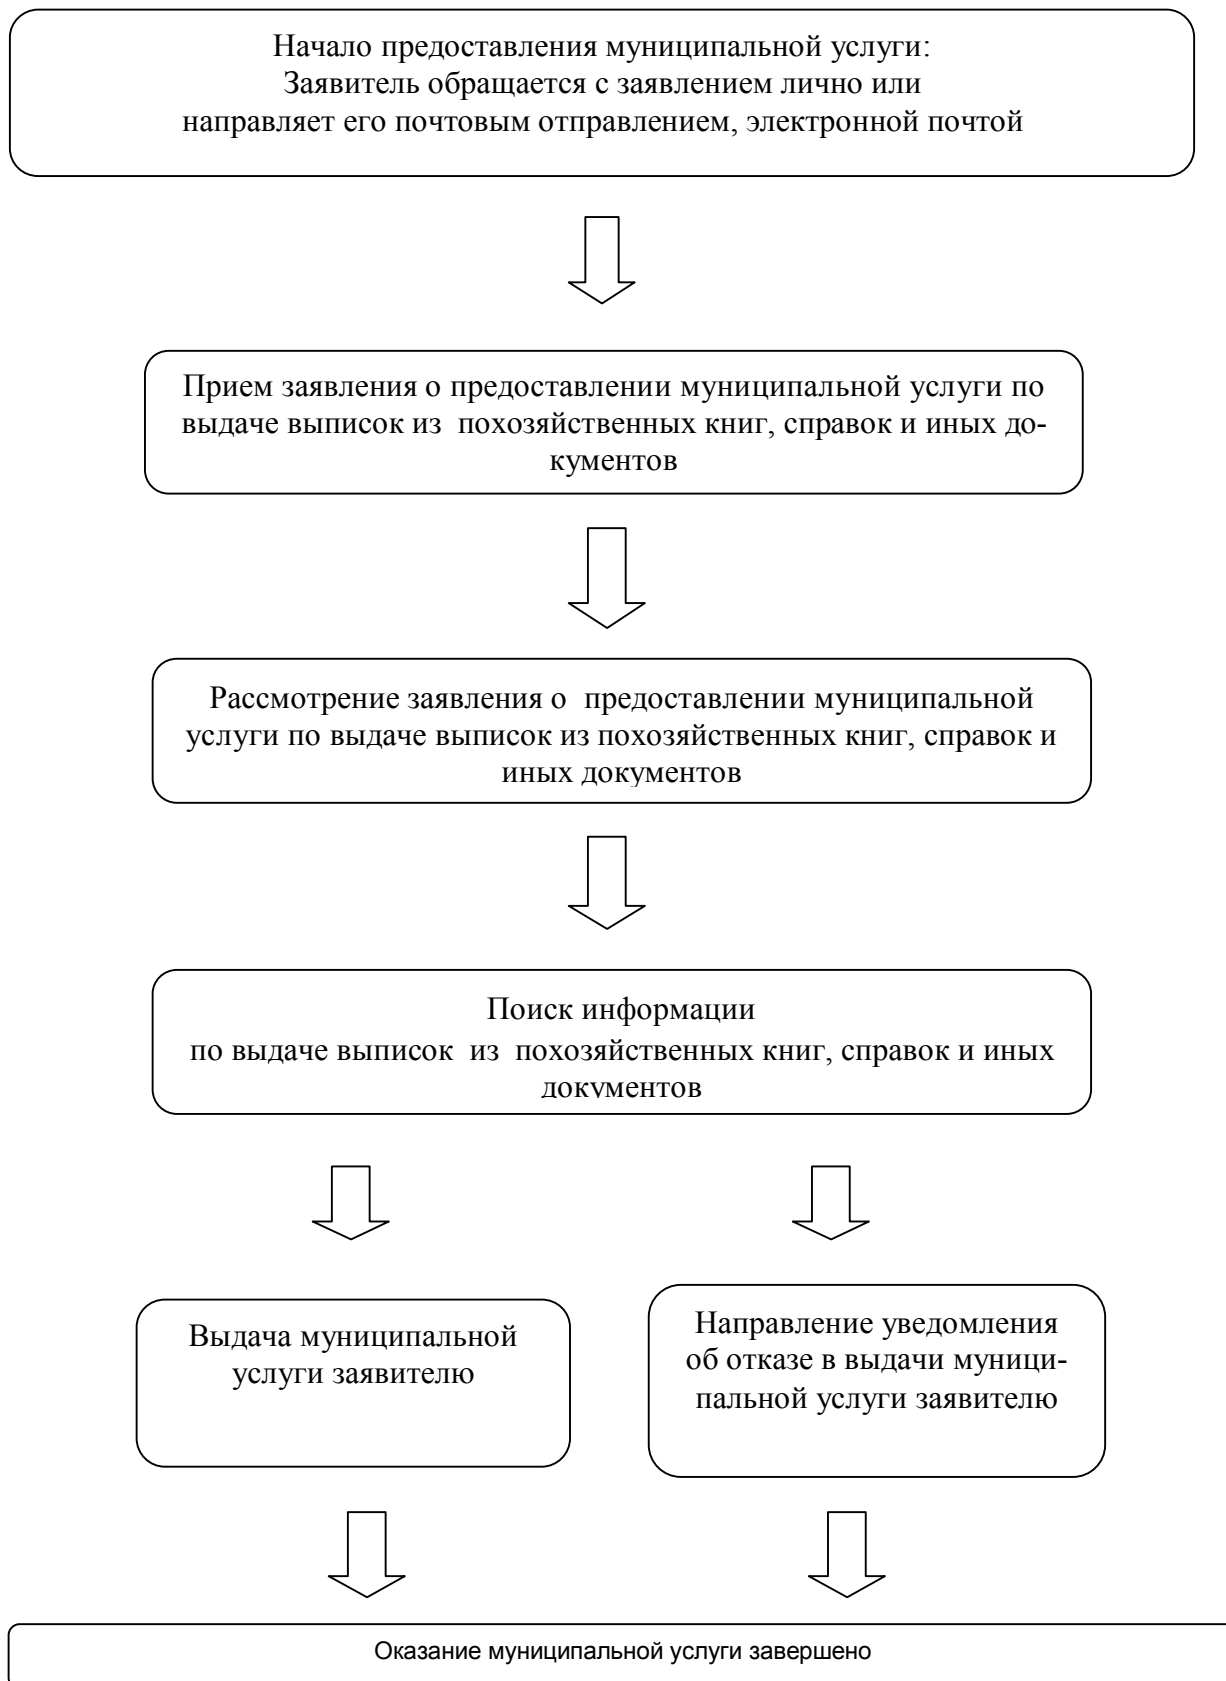 Начало предоставления муниципальной услуги:
Заявитель обращается с заявлением лично или
направляет его почтовым отправлением, электронной почтой
Прием заявления о предоставлении муниципальной услуги по
выдаче выписок из похозяйственных книг, справок и иных до-
кументов
Рассмотрение заявления о предоставлении муниципальной
услуги по выдаче выписок из похозяйственных книг, справок и
иных документов
Поиск информации
по выдаче выписок из похозяйственных книг, справок и иных
документов
Выдача муниципальной
услуги заявителю
Направление уведомления
об отказе в выдачи муници-
пальной услуги заявителю
Оказание муниципальной услуги завершено